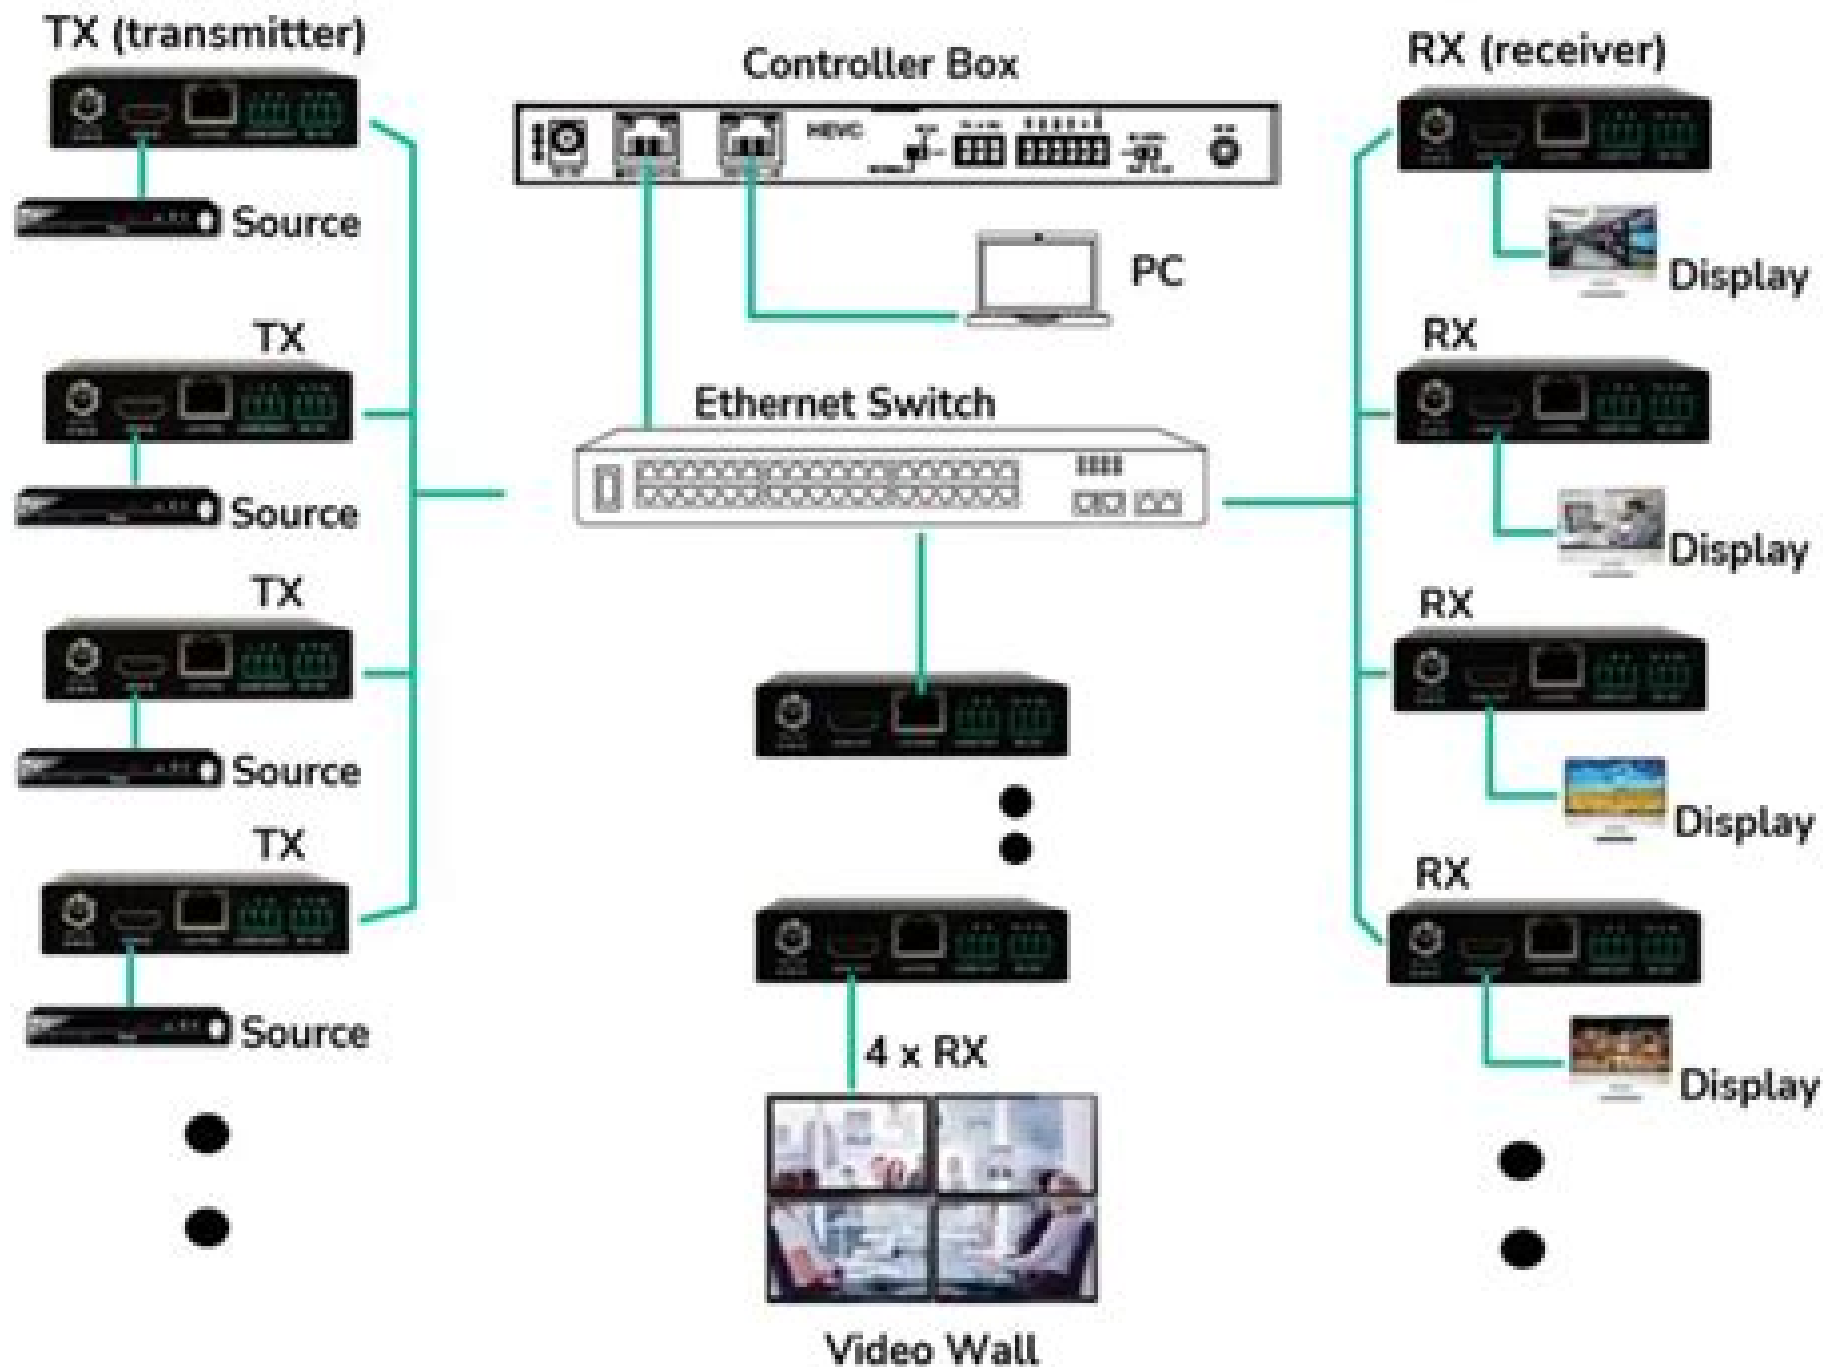 TX (transmitter)
Source
TX
Source
TX
Source
TX
Source
Controller Box
HEVC
PC
Ethernet Switch
4 x RX
Video Wall
RX (receiver)
Display
RX
Display
RX
Display
RX
Display